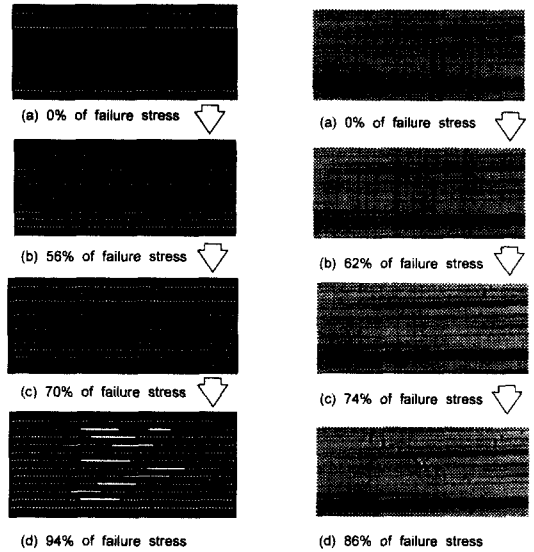 (a) 0% of failure stress
(b) 56% of failure stress
(c) 70% of failure stress
(d) 94% of failure stress
(a) 0% of failure stress
(b) 62% of failure stress
(c) 74% of failure stress
(d) 86% of failure stress